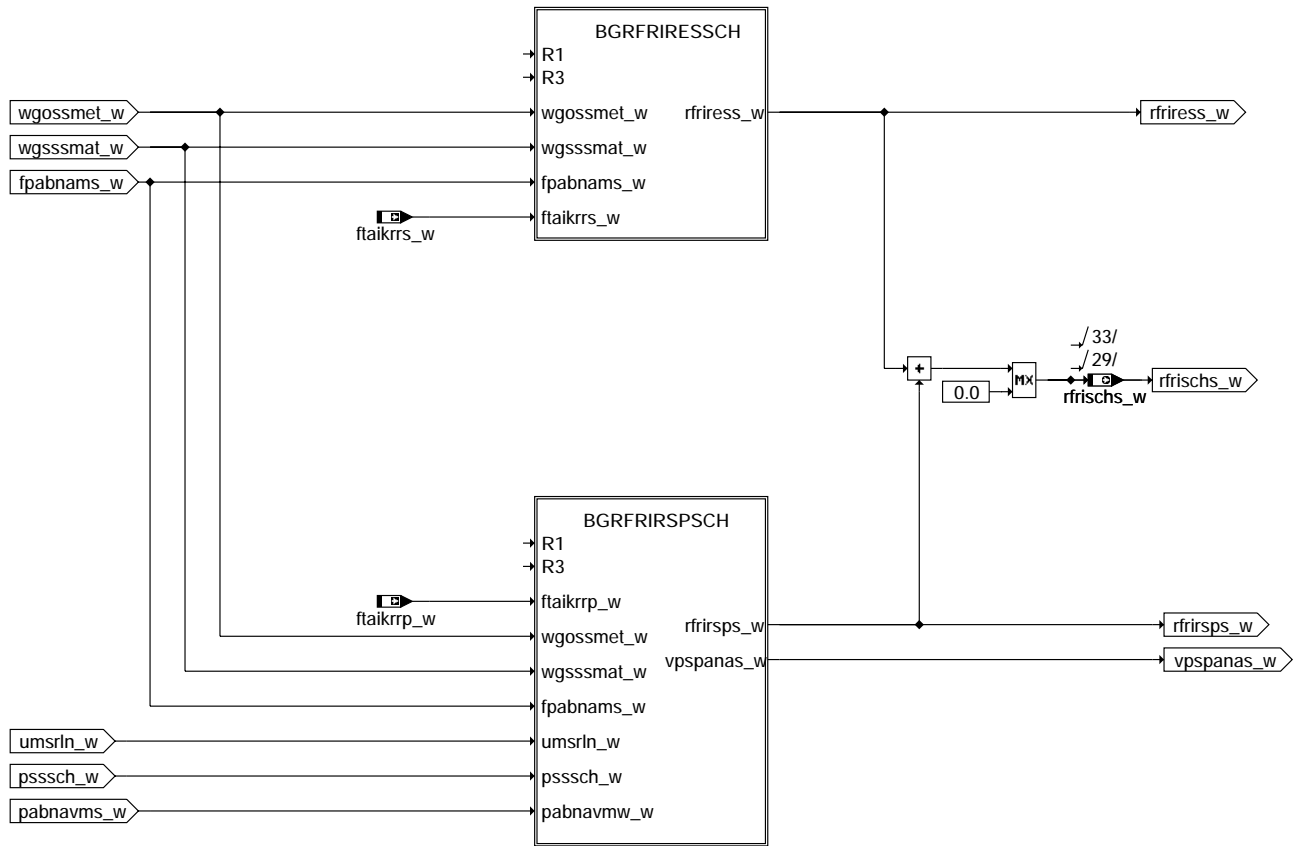 BGRFRIRESSCH
R1
R3
wgossmet_w
wgossmet_w
rfriress_w
rfriress_w
wgsssmat_w
wgsssmat_w
fpabnams_w
fpabnams_w
ftaikrrs_w
ftaikrrs_w
33/
29/
+
MX
0.0
rfrischs_w
rfrischs_w
BGRFRIRSPSCH
R1
R3
ftaikrrp_w
ftaikrrp_w
rfrirsps_w
rfrirsps_w
wgossmet_w
vpspanas_w
vpspanas_w
wgsssmat_w
fpabnams_w
umsrln_w
umsrln_w
psssch_w
psssch_w
pabnavms_w
pabnavmw_w